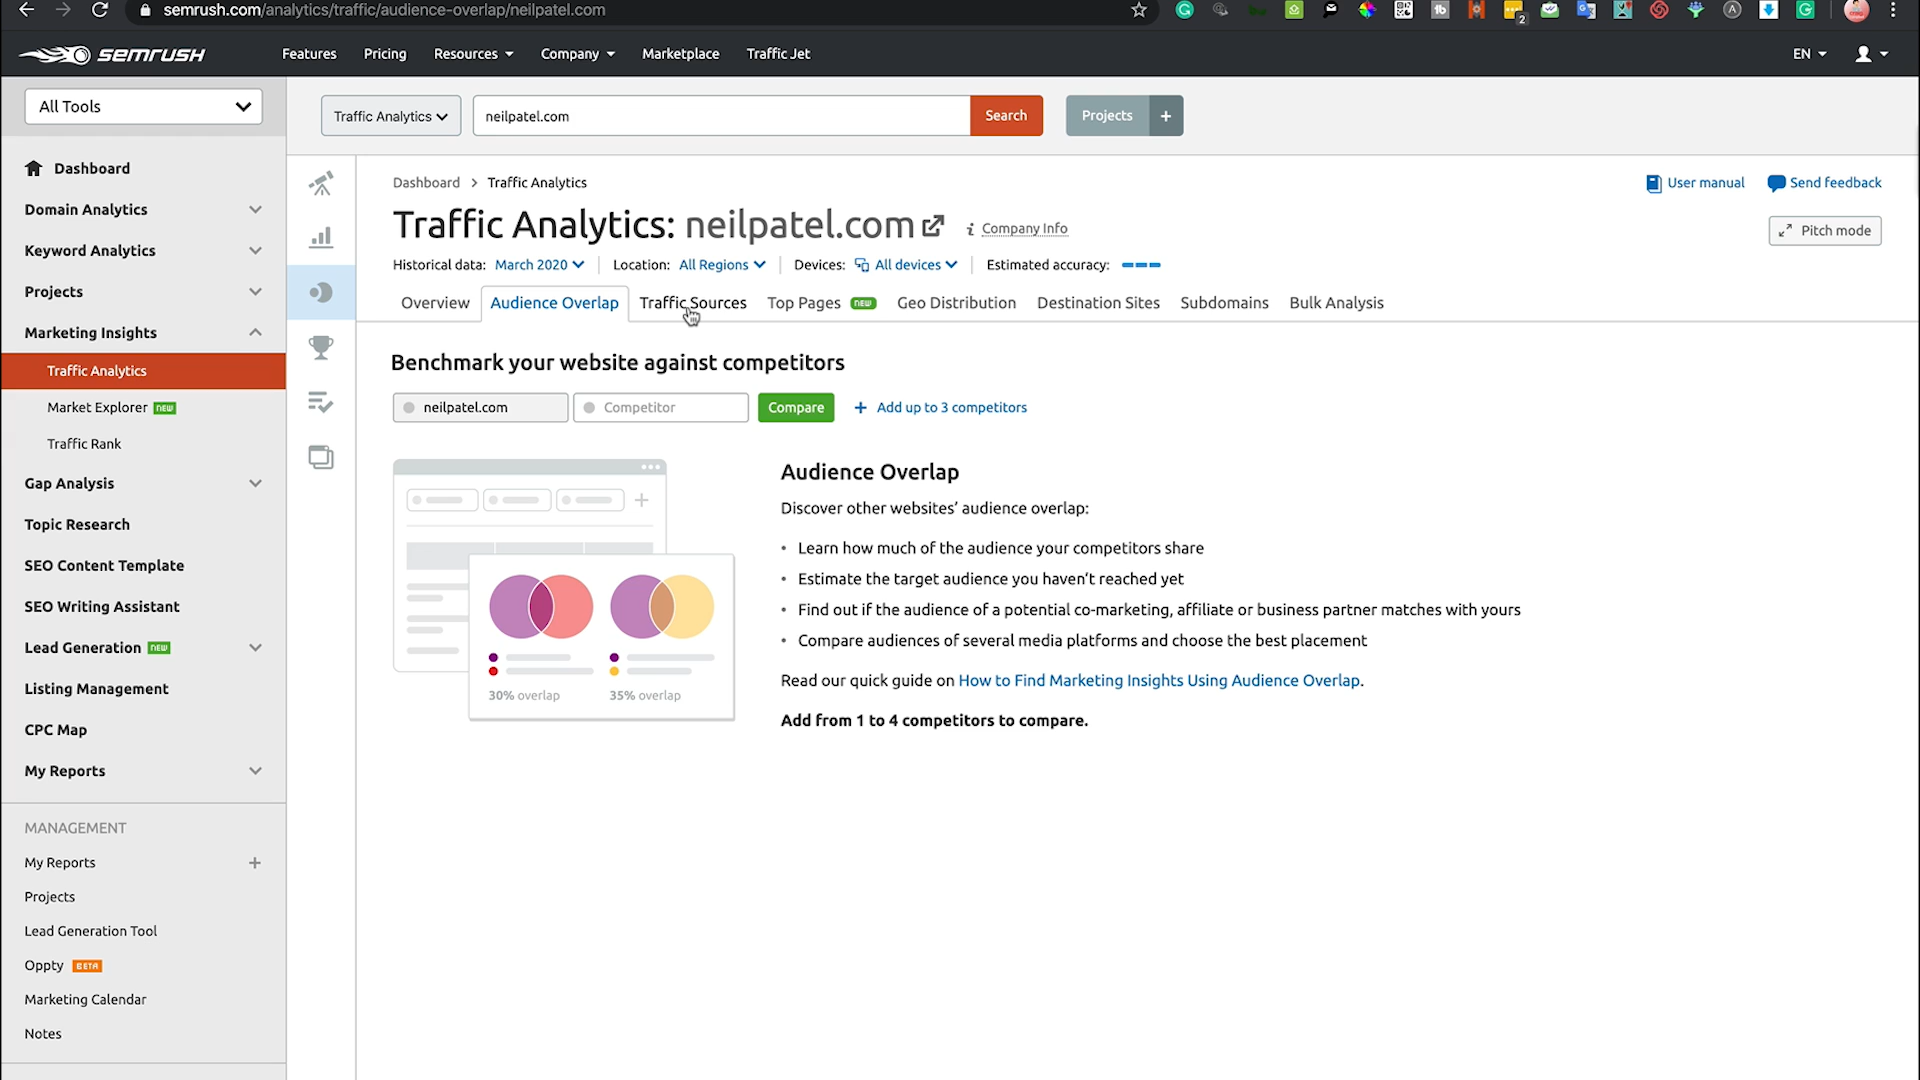 semrush.com/analytics/traffic/audience-overlap/neilpatel.com
2
SEMRUSH
Features Pricing Resources Company Marketplace Traffic Jet
EN
All Tools
Traffic Analytics
neilpatel.com
Search
Projects +
Dashboard
Domain Analytics
Keyword Analytics
Projects
Marketing Insights
Traffic Analytics
Market Explorer NEW
Traffic Rank
Gap Analysis
Topic Research
SEO Content Template
SEO Writing Assistant
Lead Generation NEW
Listing Management
CPC Map
My Reports
MANAGEMENT
My Reports +
Projects
Lead Generation Tool
Oppty BETA
Marketing Calendar
Notes
Dashboard > Traffic Analytics
User manual
Send feedback
Traffic Analytics: neilpatel.com
i Company Info
Pitch mode
Historical data: March 2020 Location: All Regions Devices: All devices Estimated accuracy:
Overview Audience Overlap Traffic Sources Top Pages NEW Geo Distribution Destination Sites Subdomains Bulk Analysis
Benchmark your website against competitors
neilpatel.com Competitor Compare + Add up to 3 competitors
30% overlap 35% overlap
Audience Overlap
Discover other websites’ audience overlap:
• Learn how much of the audience your competitors share
• Estimate the target audience you haven’t reached yet
• Find out if the audience of a potential co-marketing, affiliate or business partner matches with yours
• Compare audiences of several media platforms and choose the best placement
Read our quick guide on How to Find Marketing Insights Using Audience Overlap.
Add from 1 to 4 competitors to compare.